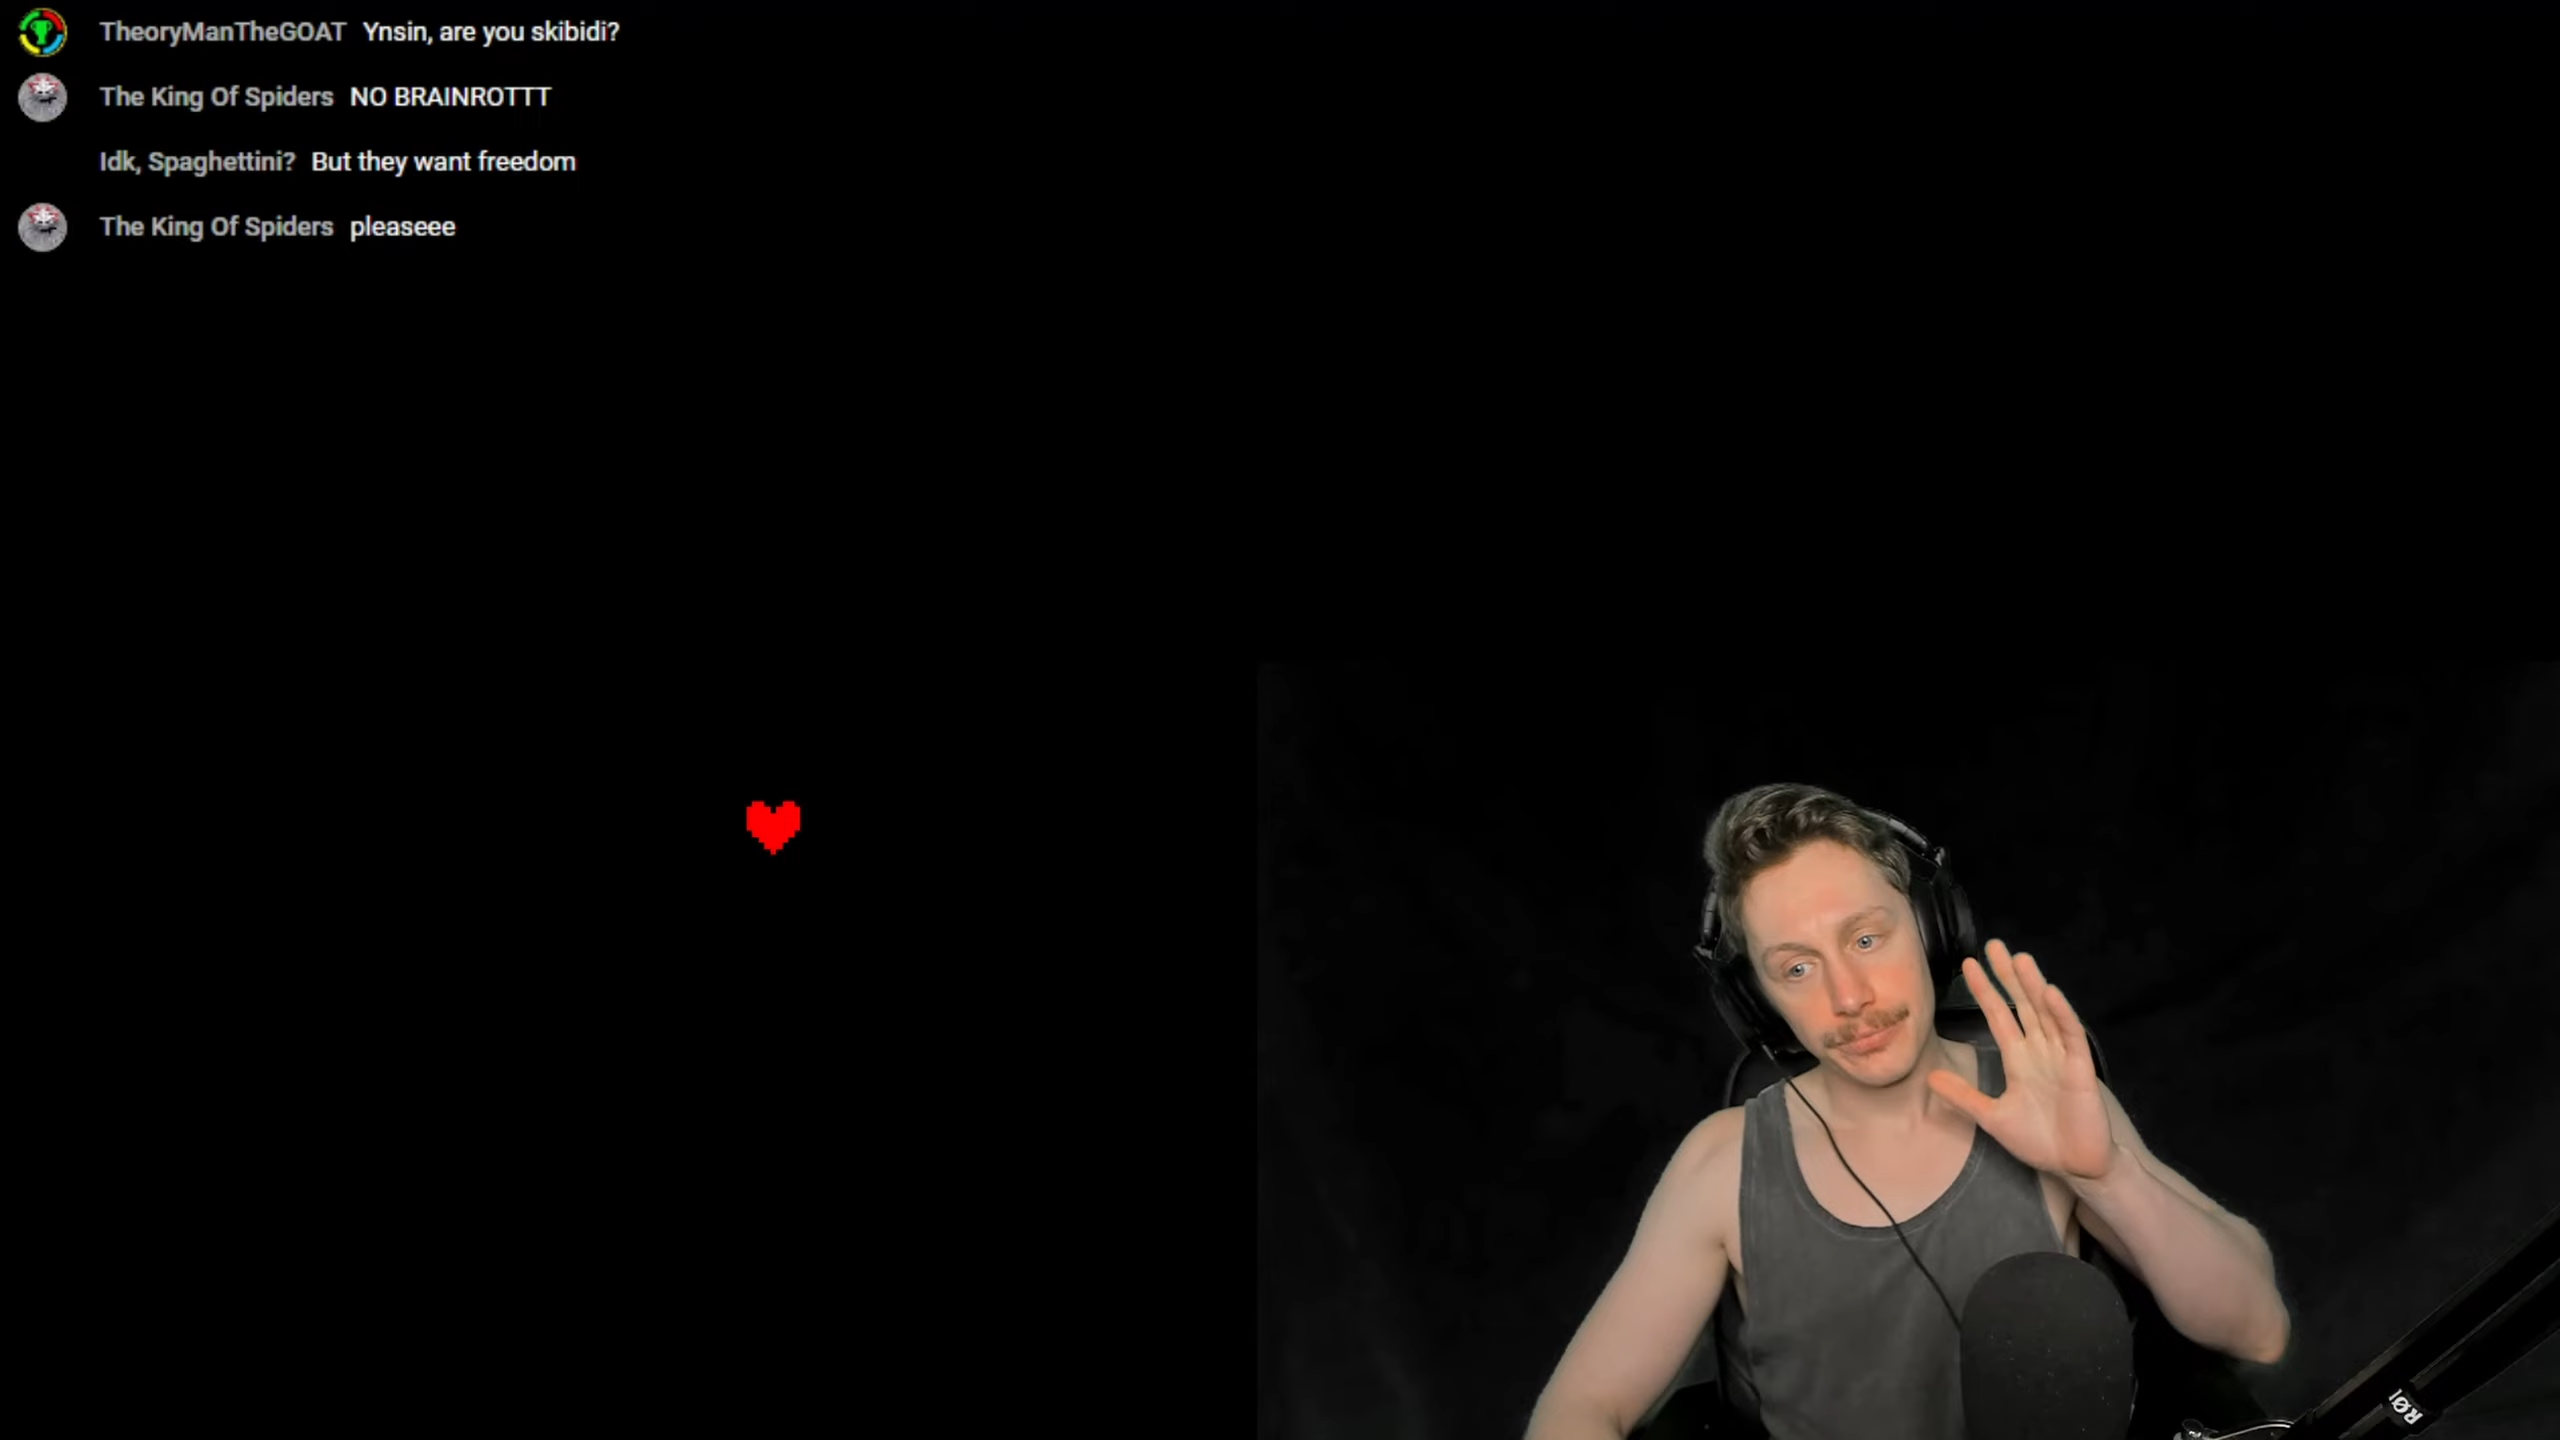 TheoryManTheGOAT Ynsin, are you skibidi?
The King Of Spiders NO BRAINROTTT
Idk, Spaghettini? But they want freedom
The King Of Spiders pleaseee
RØ